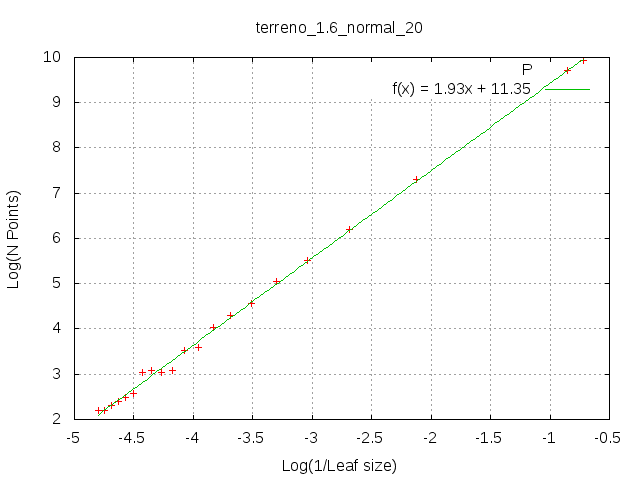 terreno_1.6_normal_20
Log(N Points)
10
9
8
7
6
5
4
3
2
P
f(x) = 1.93x + 11.35
-5 -4.5 -4 -3.5 -3 -2.5 -2 -1.5 -1 -0.5
Log(1/Leaf size)